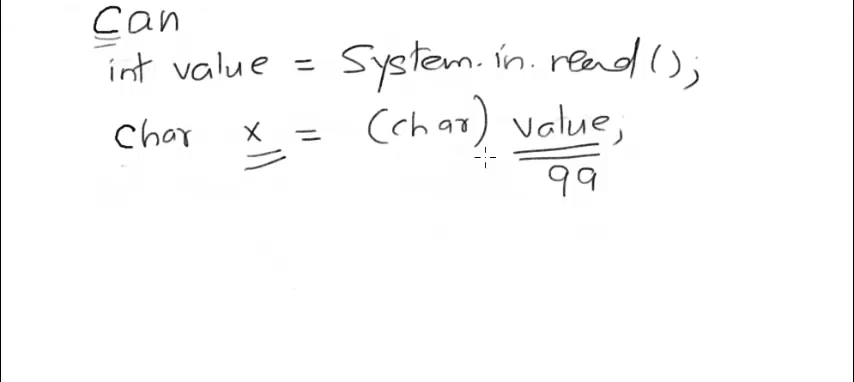 Can
int value = System.in.read();
char x = (char) value;
99